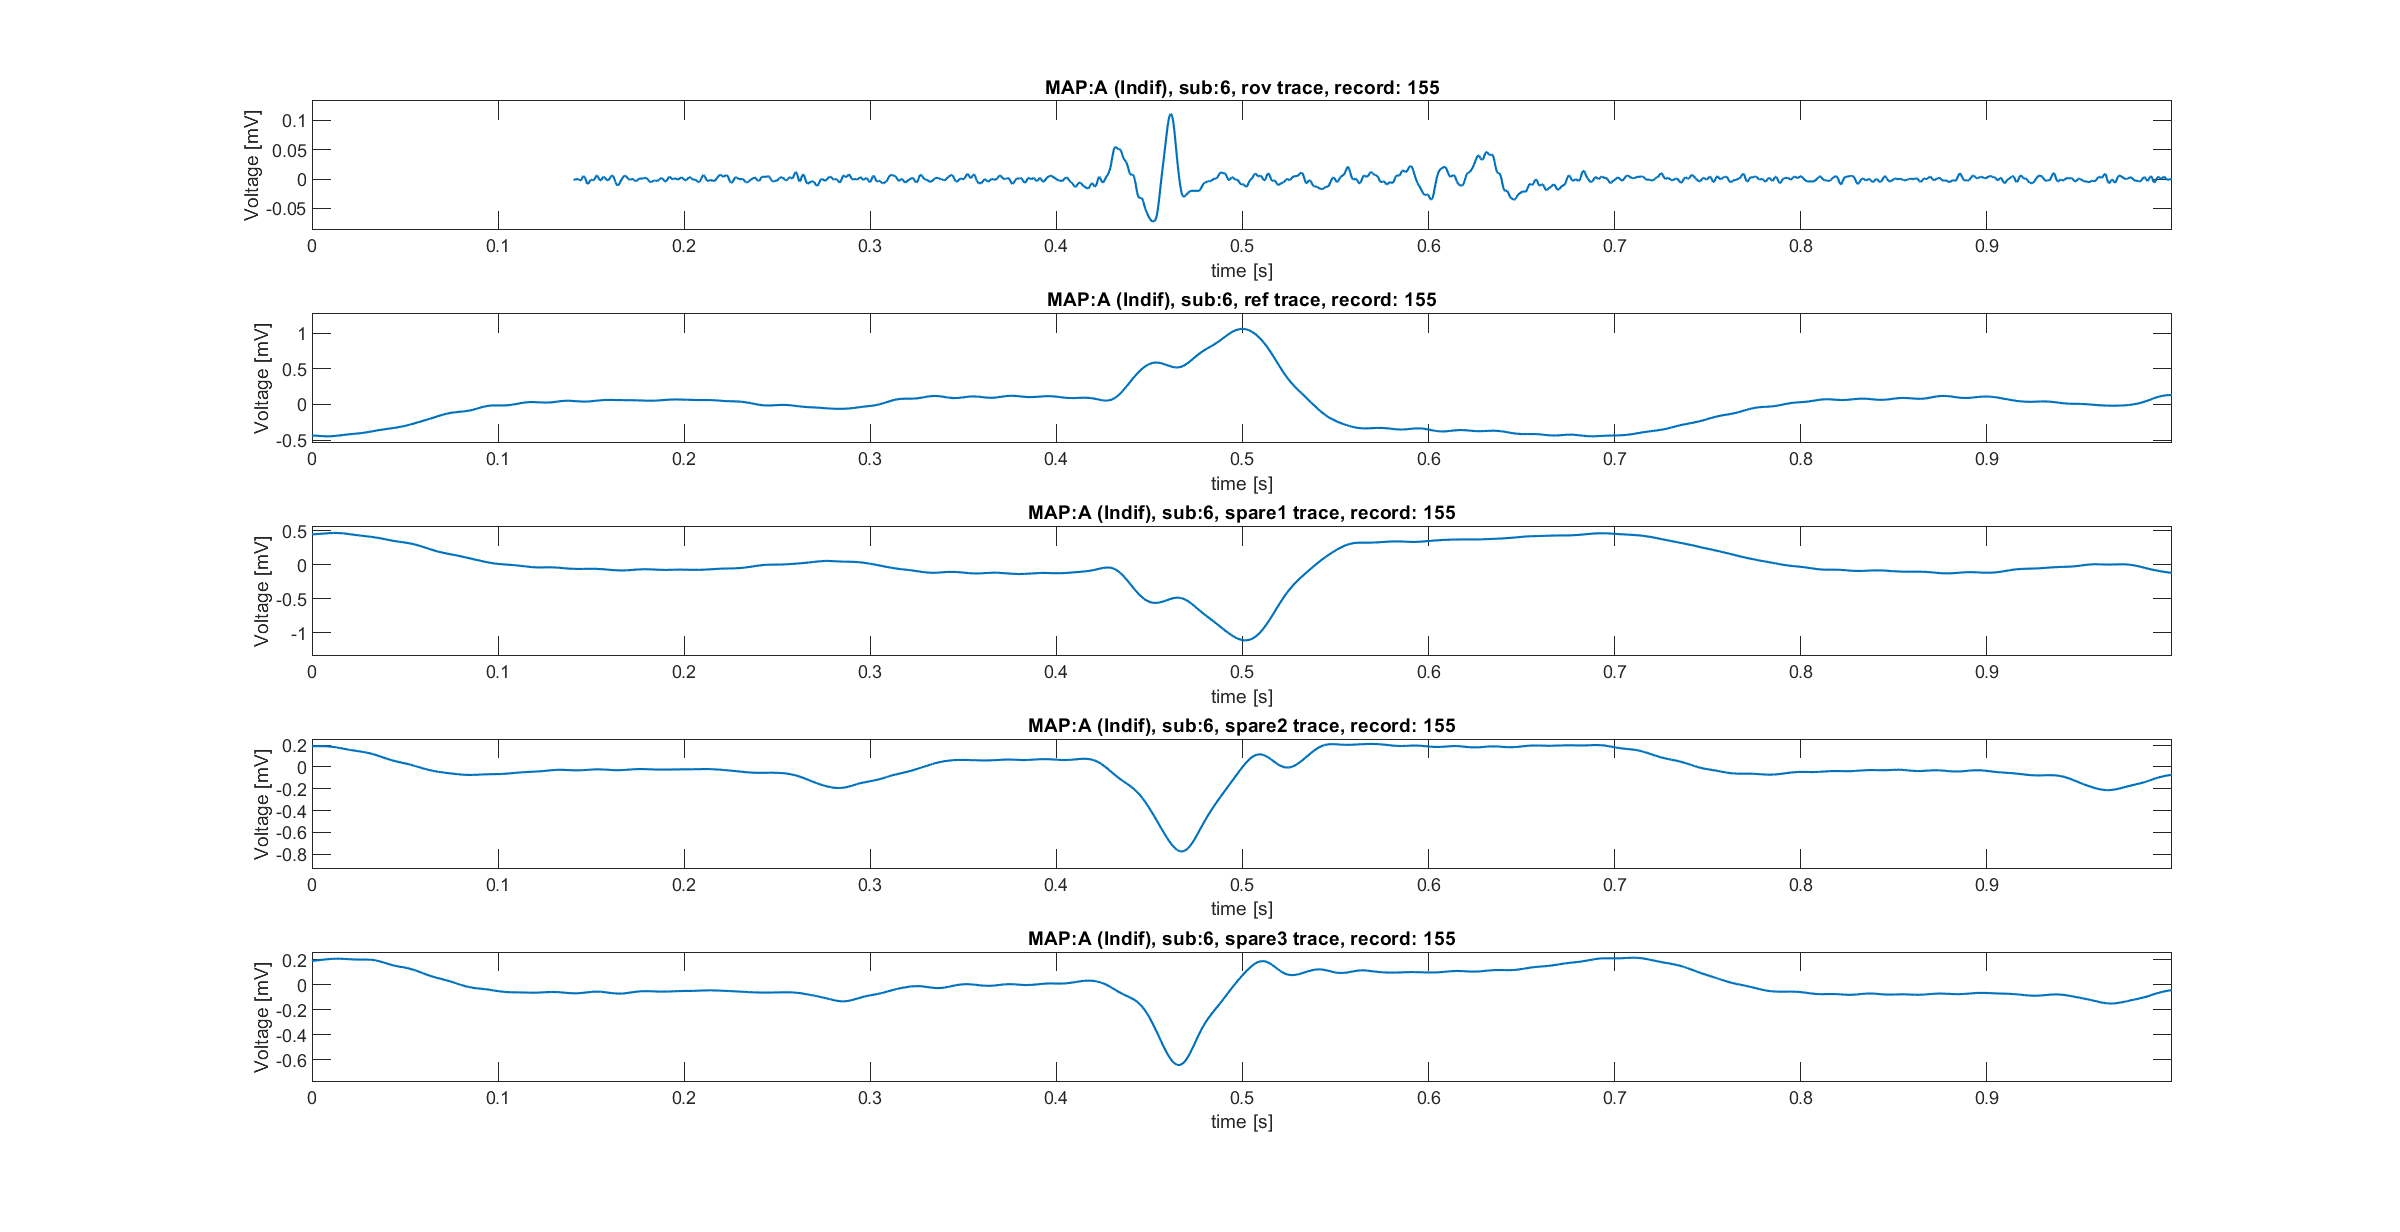 MAP:A (Indif), sub:6, rov trace, record: 155
Voltage [mV]
0.1
0.05
0
-0.05
0 0.1 0.2 0.3 0.4 0.5 0.6 0.7 0.8 0.9
time [s]
MAP:A (Indif), sub:6, ref trace, record: 155
Voltage [mV]
1
0.5
0
-0.5
0 0.1 0.2 0.3 0.4 0.5 0.6 0.7 0.8 0.9
time [s]
MAP:A (Indif), sub:6, spare1 trace, record: 155
Voltage [mV]
0.5
0
-0.5
-1
0 0.1 0.2 0.3 0.4 0.5 0.6 0.7 0.8 0.9
time [s]
MAP:A (Indif), sub:6, spare2 trace, record: 155
Voltage [mV]
0.2
0
-0.2
-0.4
-0.6
-0.8
0 0.1 0.2 0.3 0.4 0.5 0.6 0.7 0.8 0.9
time [s]
MAP:A (Indif), sub:6, spare3 trace, record: 155
Voltage [mV]
0.2
0
-0.2
-0.4
-0.6
0 0.1 0.2 0.3 0.4 0.5 0.6 0.7 0.8 0.9
time [s]